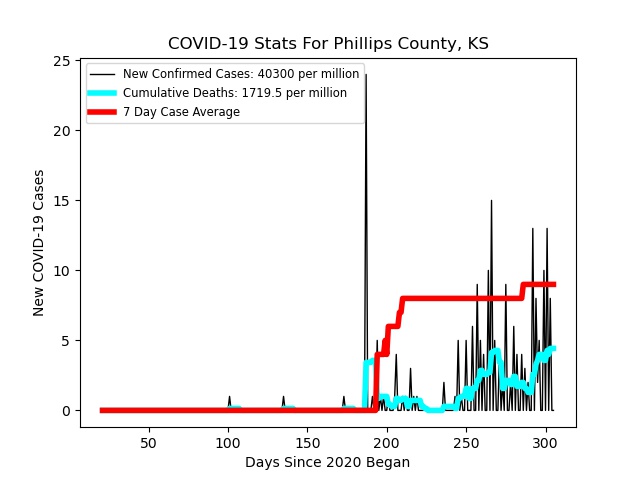 COVID-19 Stats For Phillips County, KS
New Confirmed Cases: 40300 per million
Cumulative Deaths: 1719.5 per million
7 Day Case Average
New COVID-19 Cases
25
20
15
10
5
0
50 100 150 200 250 300
Days Since 2020 Began